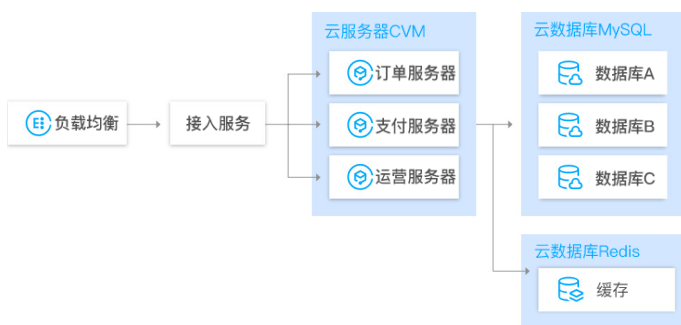 云服务器CVM
云数据库MySQL
负载均衡
接入服务
订单服务器
支付服务器
运营服务器
数据库A
数据库B
数据库C
云数据库Redis
缓存